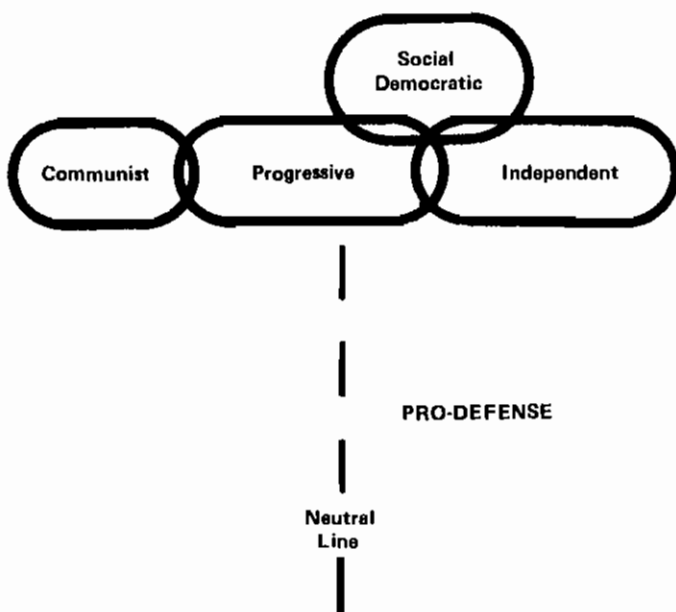 Social
Democratic
Communist
Progressive
Independent
PRO-DEFENSE
Neutral
Line